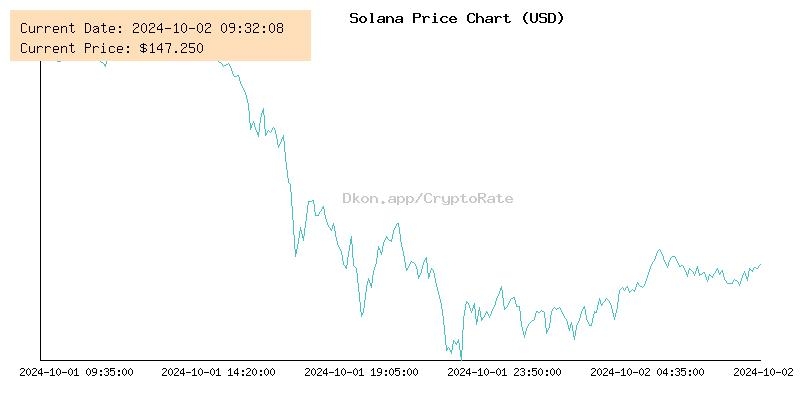 Solana Price Chart (USD)
Current Date: 2024-10-02 09:32:08
Current Price: $147.250
Dkon.app/CryptoRate
2024-10-01 09:35:00 2024-10-01 14:20:00 2024-10-01 19:05:00 2024-10-01 23:50:00 2024-10-02 04:35:00 2024-10-02